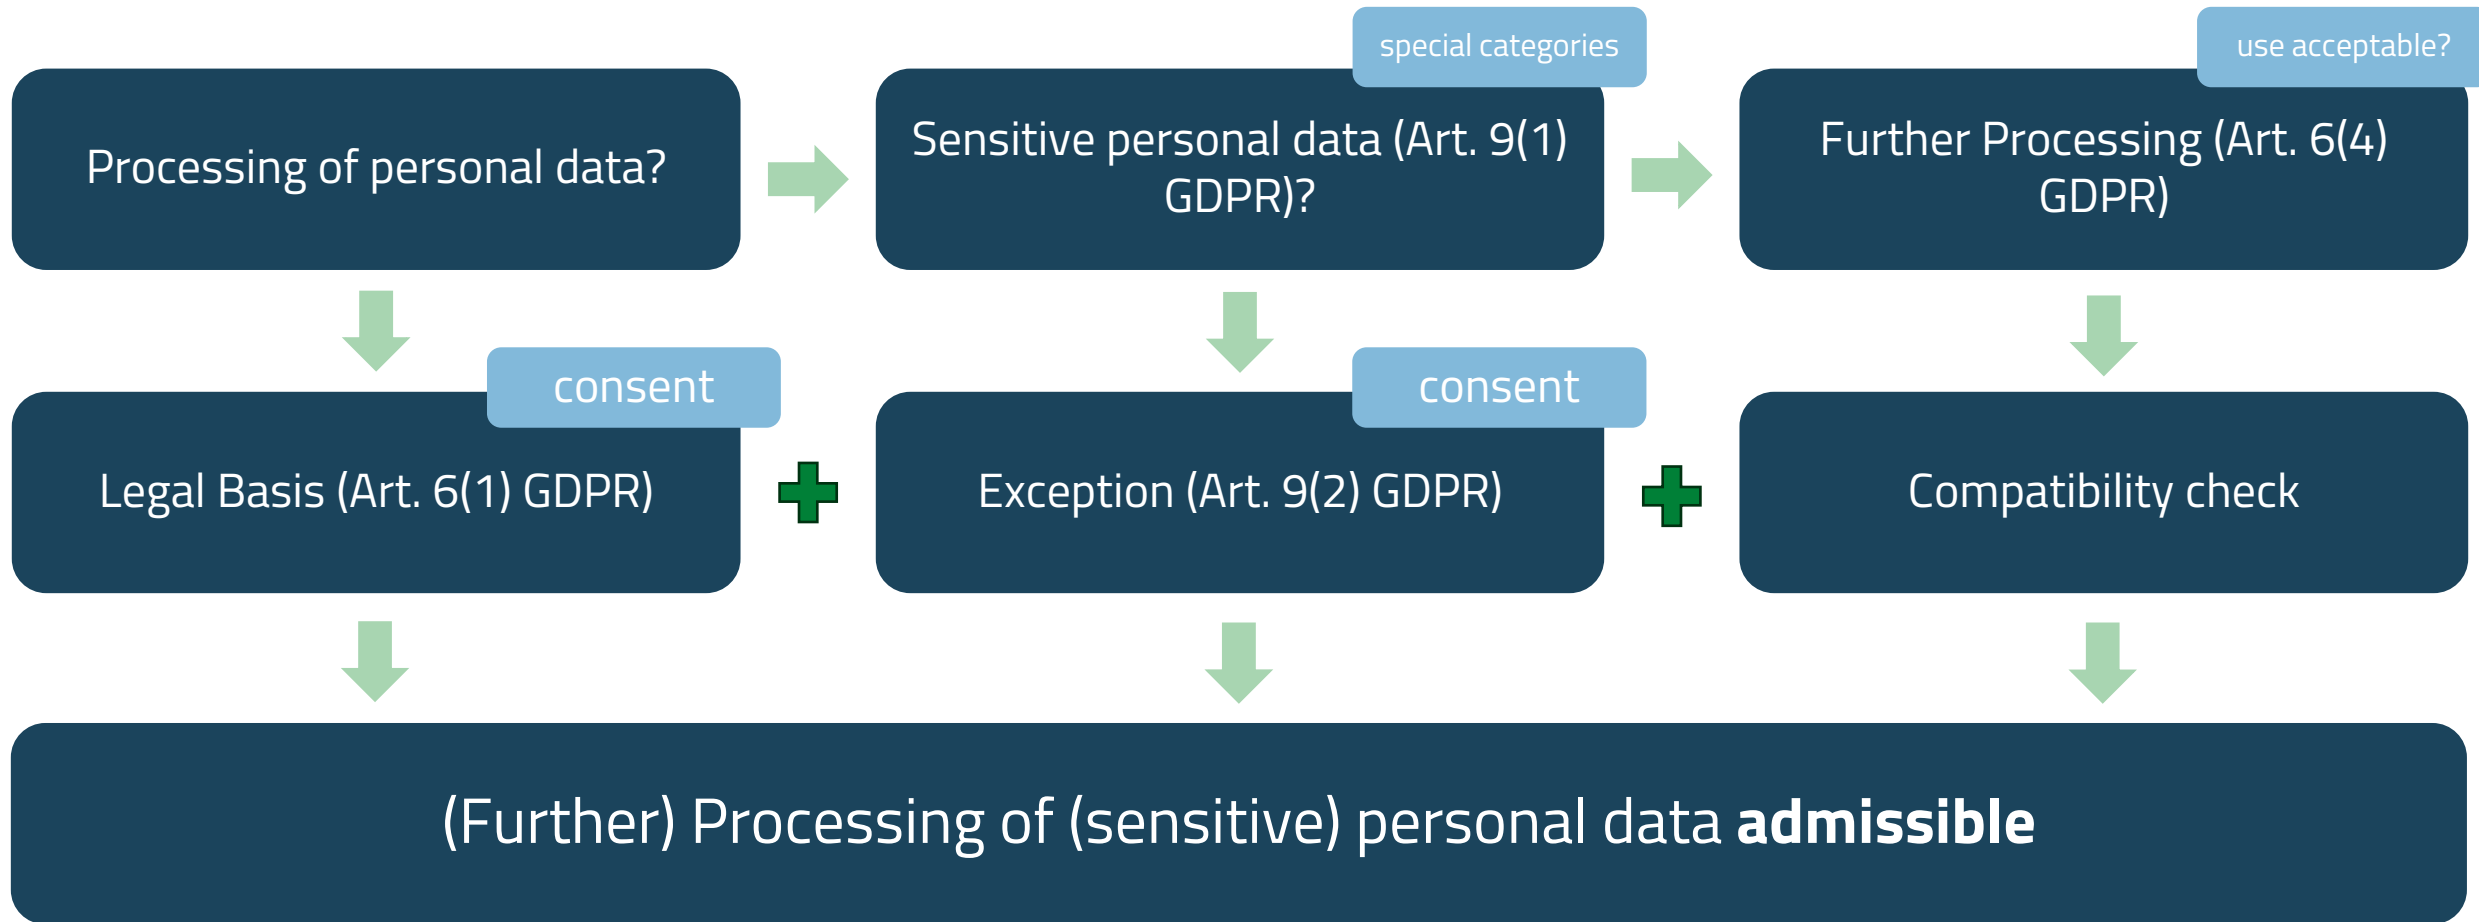 special categories
use acceptable?
Processing of personal data?
Sensitive personal data (Art. 9(1)
GDPR)?
Further Processing (Art. 6(4)
GDPR)
consent
consent
Legal Basis (Art. 6(1) GDPR)
Exception (Art. 9(2) GDPR)
Compatibility check
(Further) Processing of (sensitive) personal data admissible